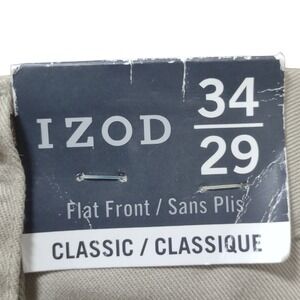 IZOD
34
29
Flat Front / Sans Plis
CLASSIC / CLASSIQUE